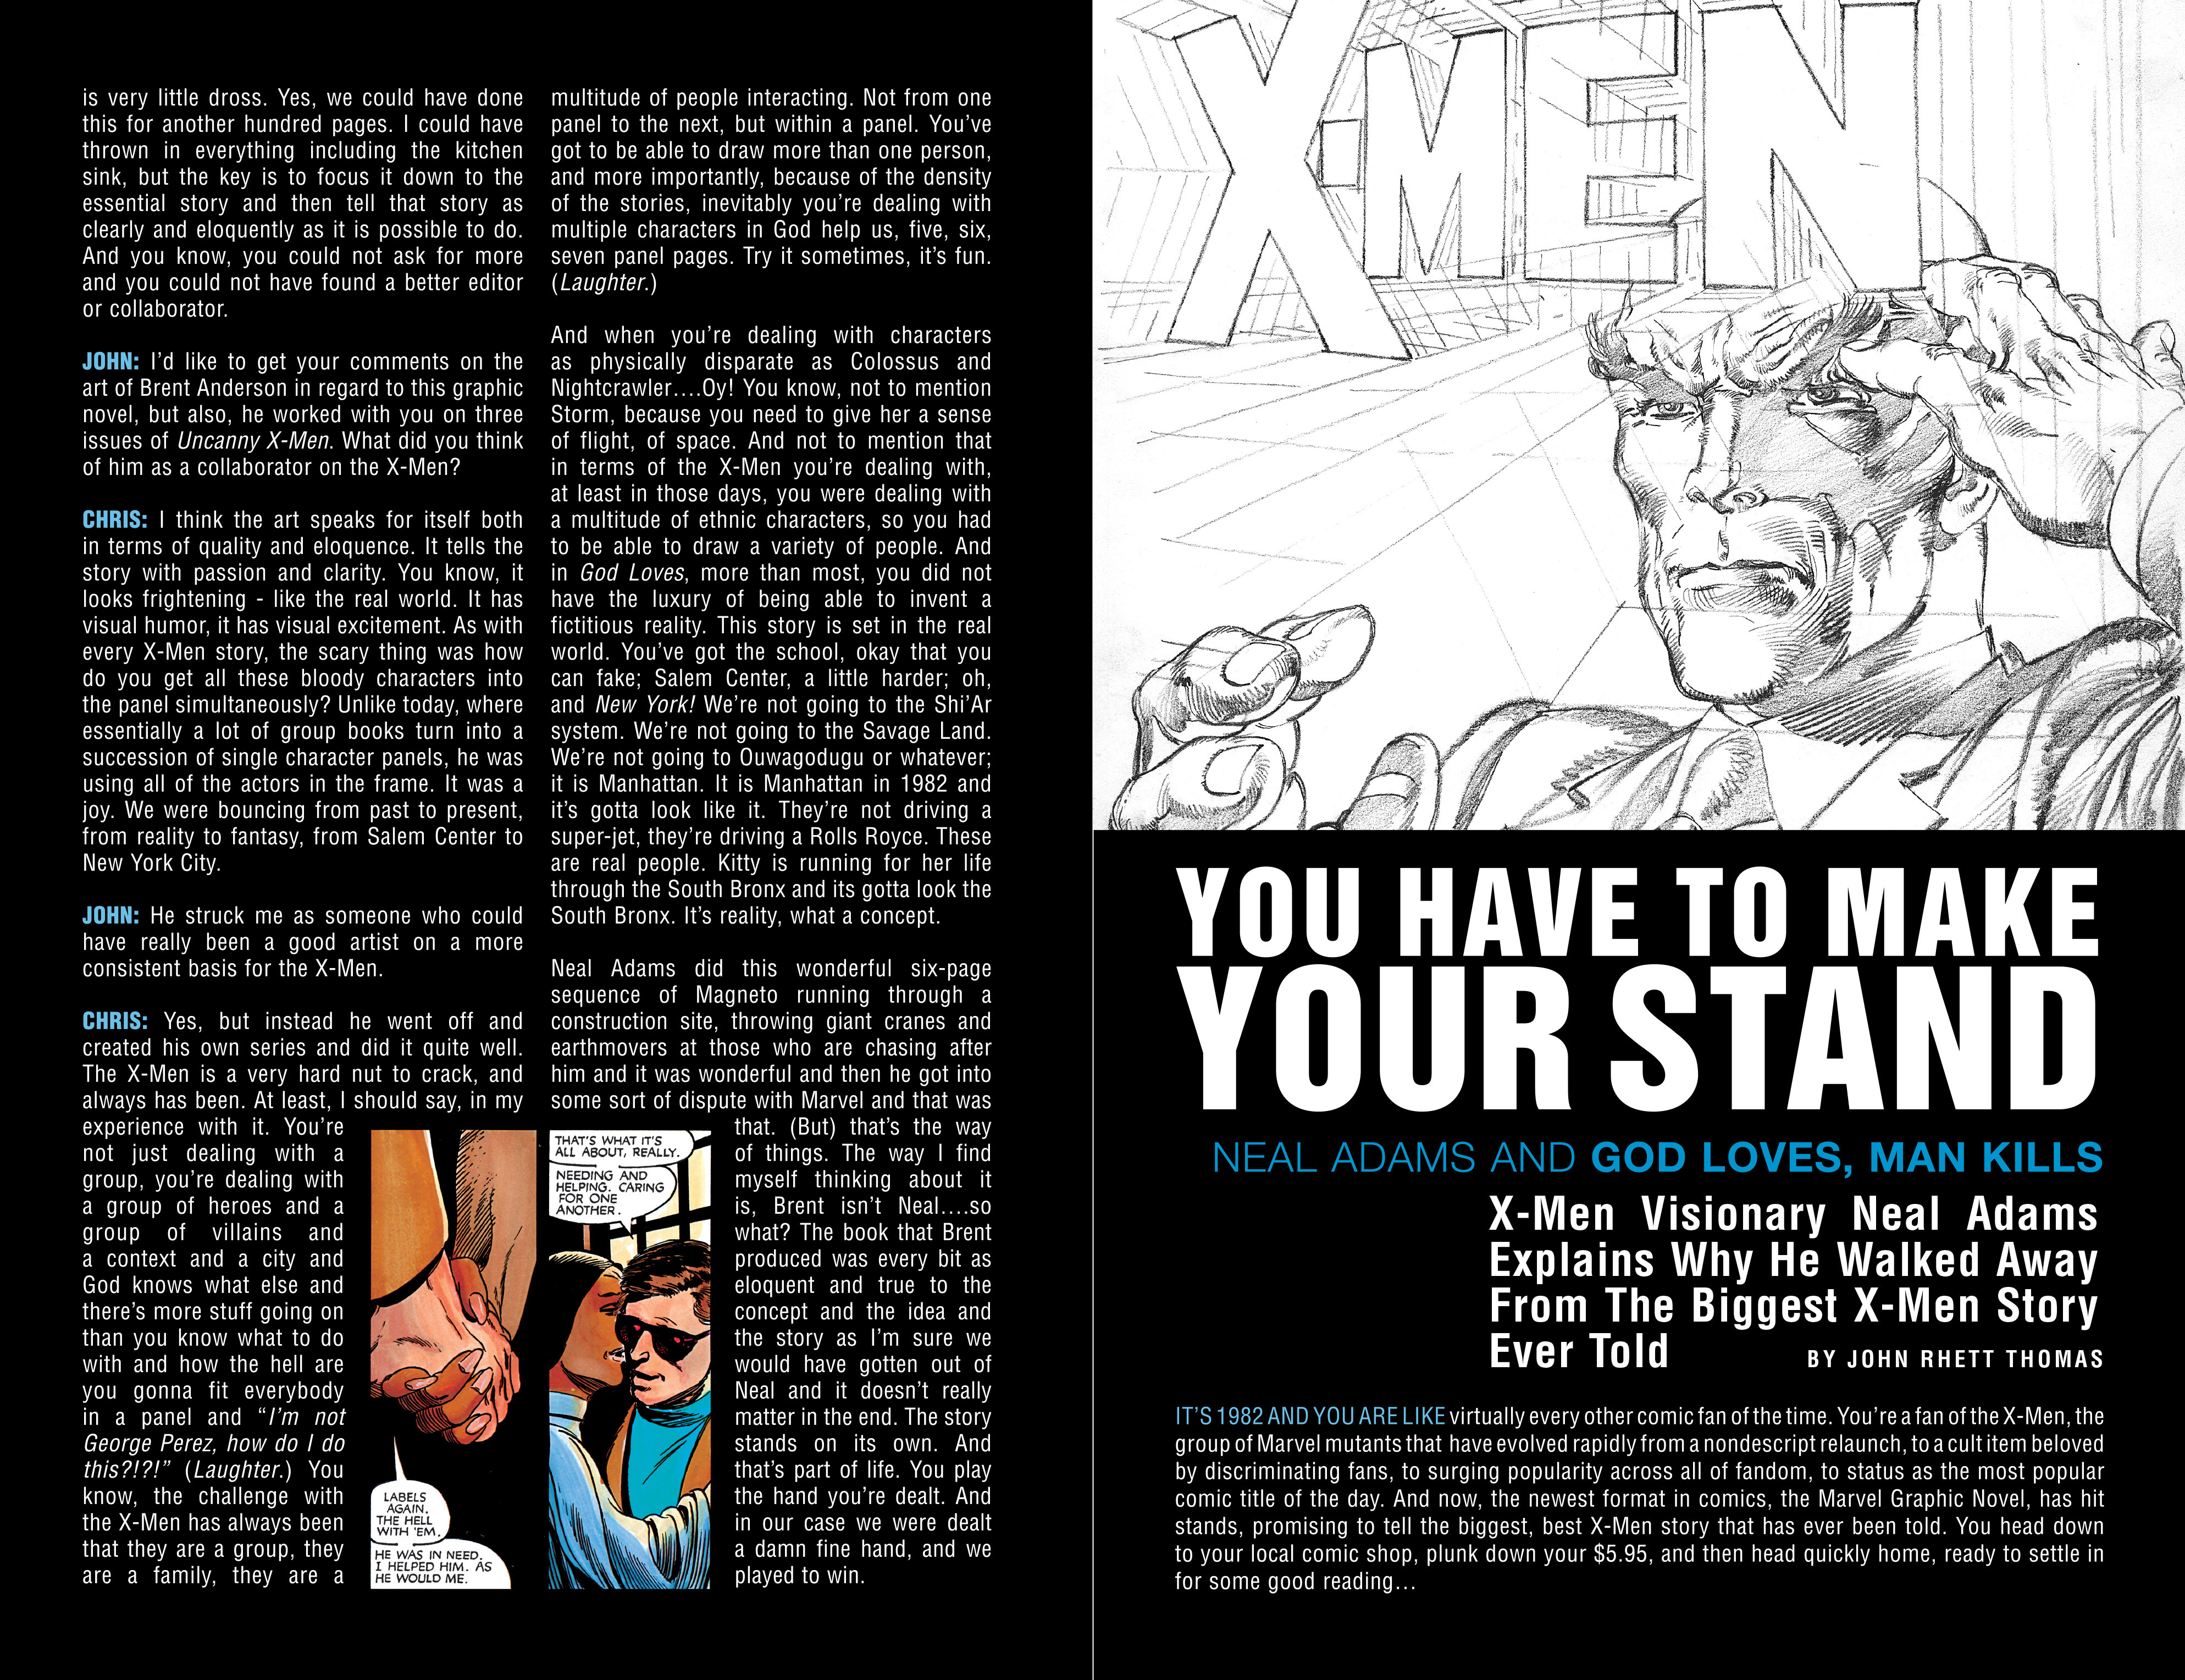 is very little dross. Yes, we could have done
this for another hundred pages. I could have
thrown in everything including the kitchen
sink, but the key is to focus it down to the
essential story and then tell that story as
clearly and eloquently as it is possible to do.
And you know, you could not ask for more
and you could not have found a better editor
or collaborator.
JOHN: I'd like to get your comments on the
art of Brent Anderson in regard to this graphic
novel, but also, he worked with you on three
issues of Uncanny X-Men. What did you think
of him as a collaborator on the X-Men?
CHRIS: I think the art speaks for itself both
in terms of quality and eloquence. It tells the
story with passion and clarity. You know, it
looks frightening - like the real world. It has
visual humor, it has visual excitement. As with
every X-Men story, the scary thing was how
do you get all these bloody characters into
the panel simultaneously? Unlike today, where
essentially a lot of group books turn into a
succession of single character panels, he was
using all of the actors in the frame. It was a
joy. We were bouncing from past to present,
from reality to fantasy, from Salem Center to
New York City.
JOHN: He struck me as someone who could
have really been a good artist on a more
consistent basis for the X-Men.
CHRIS: Yes, but instead he went off and
created his own series and did it quite well.
The X-Men is a very hard nut to crack, and
always has been. At least, I should say, in my
experience with it. You're
not just dealing with a
group, you're dealing with
a group of heroes and a
group of villains and
a context and a city and
God knows what else and
there's more stuff going on
than you know what to do
with and how the hell are
you gonna fit everybody
in a panel and "I'm not
George Perez, how do I do
this?!?!" (Laughter.) You
know, the challenge with
the X-Men has always been
that they are a group, they
are a family, they are a
LABELS
AGAIN.
THE HELL
WITH 'EM.
HE WAS IN NEED.
I HELPED HIM. AS
HE WOULD ME.
THAT'S WHAT IT'S
ALL ABOUT, REALLY.
NEEDING AND
HELPING. CARING
FOR ONE
ANOTHER.
multitude of people interacting. Not from one
panel to the next, but within a panel. You've
got to be able to draw more than one person,
and more importantly, because of the density
of the stories, inevitably you're dealing with
multiple characters in God help us, five, six,
seven panel pages. Try it sometimes, it's fun.
(Laughter.)
And when you're dealing with characters
as physically disparate as Colossus and
Nightcrawler....Oy! You know, not to mention
Storm, because you need to give her a sense
of flight, of space. And not to mention that
in terms of the X-Men you're dealing with,
at least in those days, you were dealing with
a multitude of ethnic characters, so you had
to be able to draw a variety of people. And
in God Loves, more than most, you did not
have the luxury of being able to invent a
fictitious reality. This story is set in the real
world. You've got the school, okay that you
can fake; Salem Center, a little harder; oh,
and New York! We're not going to the Shi'Ar
system. We're not going to the Savage Land.
We're not going to Ouwagodugu or whatever;
it is Manhattan. It is Manhattan in 1982 and
it's gotta look like it. They're not driving a
super-jet, they're driving a Rolls Royce. These
are real people. Kitty is running for her life
through the South Bronx and its gotta look the
South Bronx. It's reality, what a concept.
Neal Adams did this wonderful six-page
sequence of Magneto running through a
construction site, throwing giant cranes and
earthmovers at those who are chasing after
him and it was wonderful and then he got into
some sort of dispute with Marvel and that was
that. (But) that's the way
of things. The way I find
myself thinking about it
is, Brent isn't Neal....so
what? The book that Brent
produced was every bit as
eloquent and true to the
concept and the idea and
the story as I'm sure we
would have gotten out of
Neal and it doesn't really
matter in the end. The story
stands on its own. And
that's part of life. You play
the hand you're dealt. And
in our case we were dealt
a damn fine hand, and we
played to win.
X-MEN
YOU HAVE TO MAKE
YOUR STAND
NEAL ADAMS AND GOD LOVES, MAN KILLS
X-Men Visionary Neal Adams
Explains Why He Walked Away
From The Biggest X-Men Story
Ever Told BY JOHN RHETT THOMAS
IT'S 1982 AND YOU ARE LIKE virtually every other comic fan of the time. You're a fan of the X-Men, the
group of Marvel mutants that have evolved rapidly from a nondescript relaunch, to a cult item beloved
by discriminating fans, to surging popularity across all of fandom, to status as the most popular
comic title of the day. And now, the newest format in comics, the Marvel Graphic Novel, has hit
stands, promising to tell the biggest, best X-Men story that has ever been told. You head down
to your local comic shop, plunk down your $5.95, and then head quickly home, ready to settle in
for some good reading...